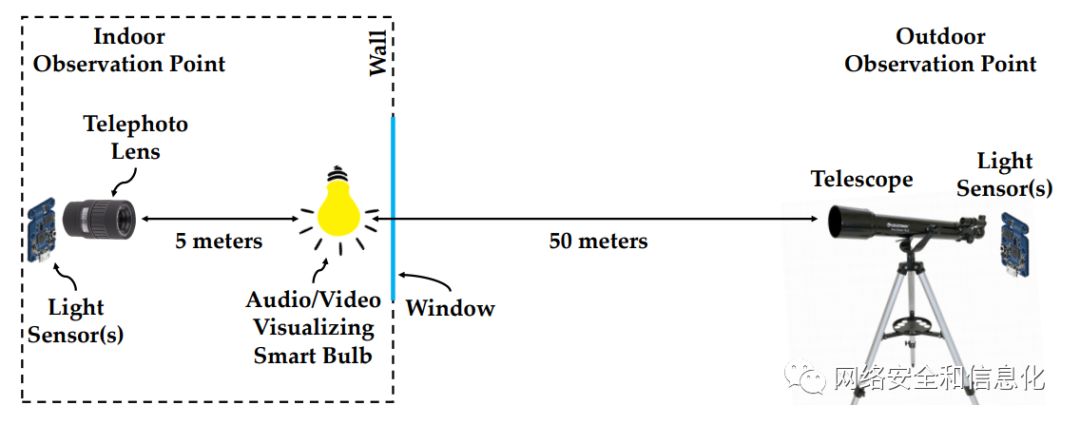 Indoor
Observation Point
Wall
Outdoor
Observation Point
Telephoto
Lens
Light
Sensor(s)
Telescope
5 meters
50 meters
Light
Sensor(s)
Audio/Video
Visualizing
Smart Bulb
Window
网络安全和信息化